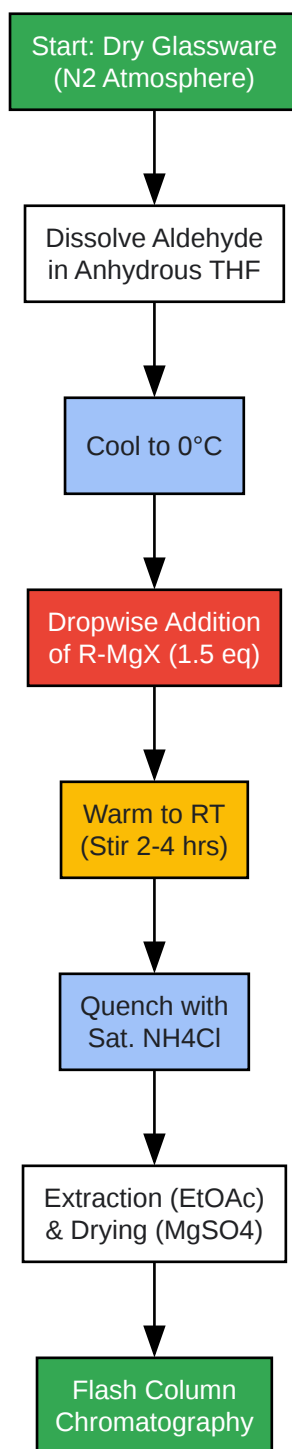 Start: Dry Glassware
(N2 Atmosphere)
Dissolve Aldehyde
in Anhydrous THF
Cool to 0°C
Dropwise Addition
of R-MgX (1.5 eq)
Warm to RT
(Stir 2-4 hrs)
Quench with
Sat. NH4Cl
Extraction (EtOAc)
& Drying (MgSO4)
Flash Column
Chromatography